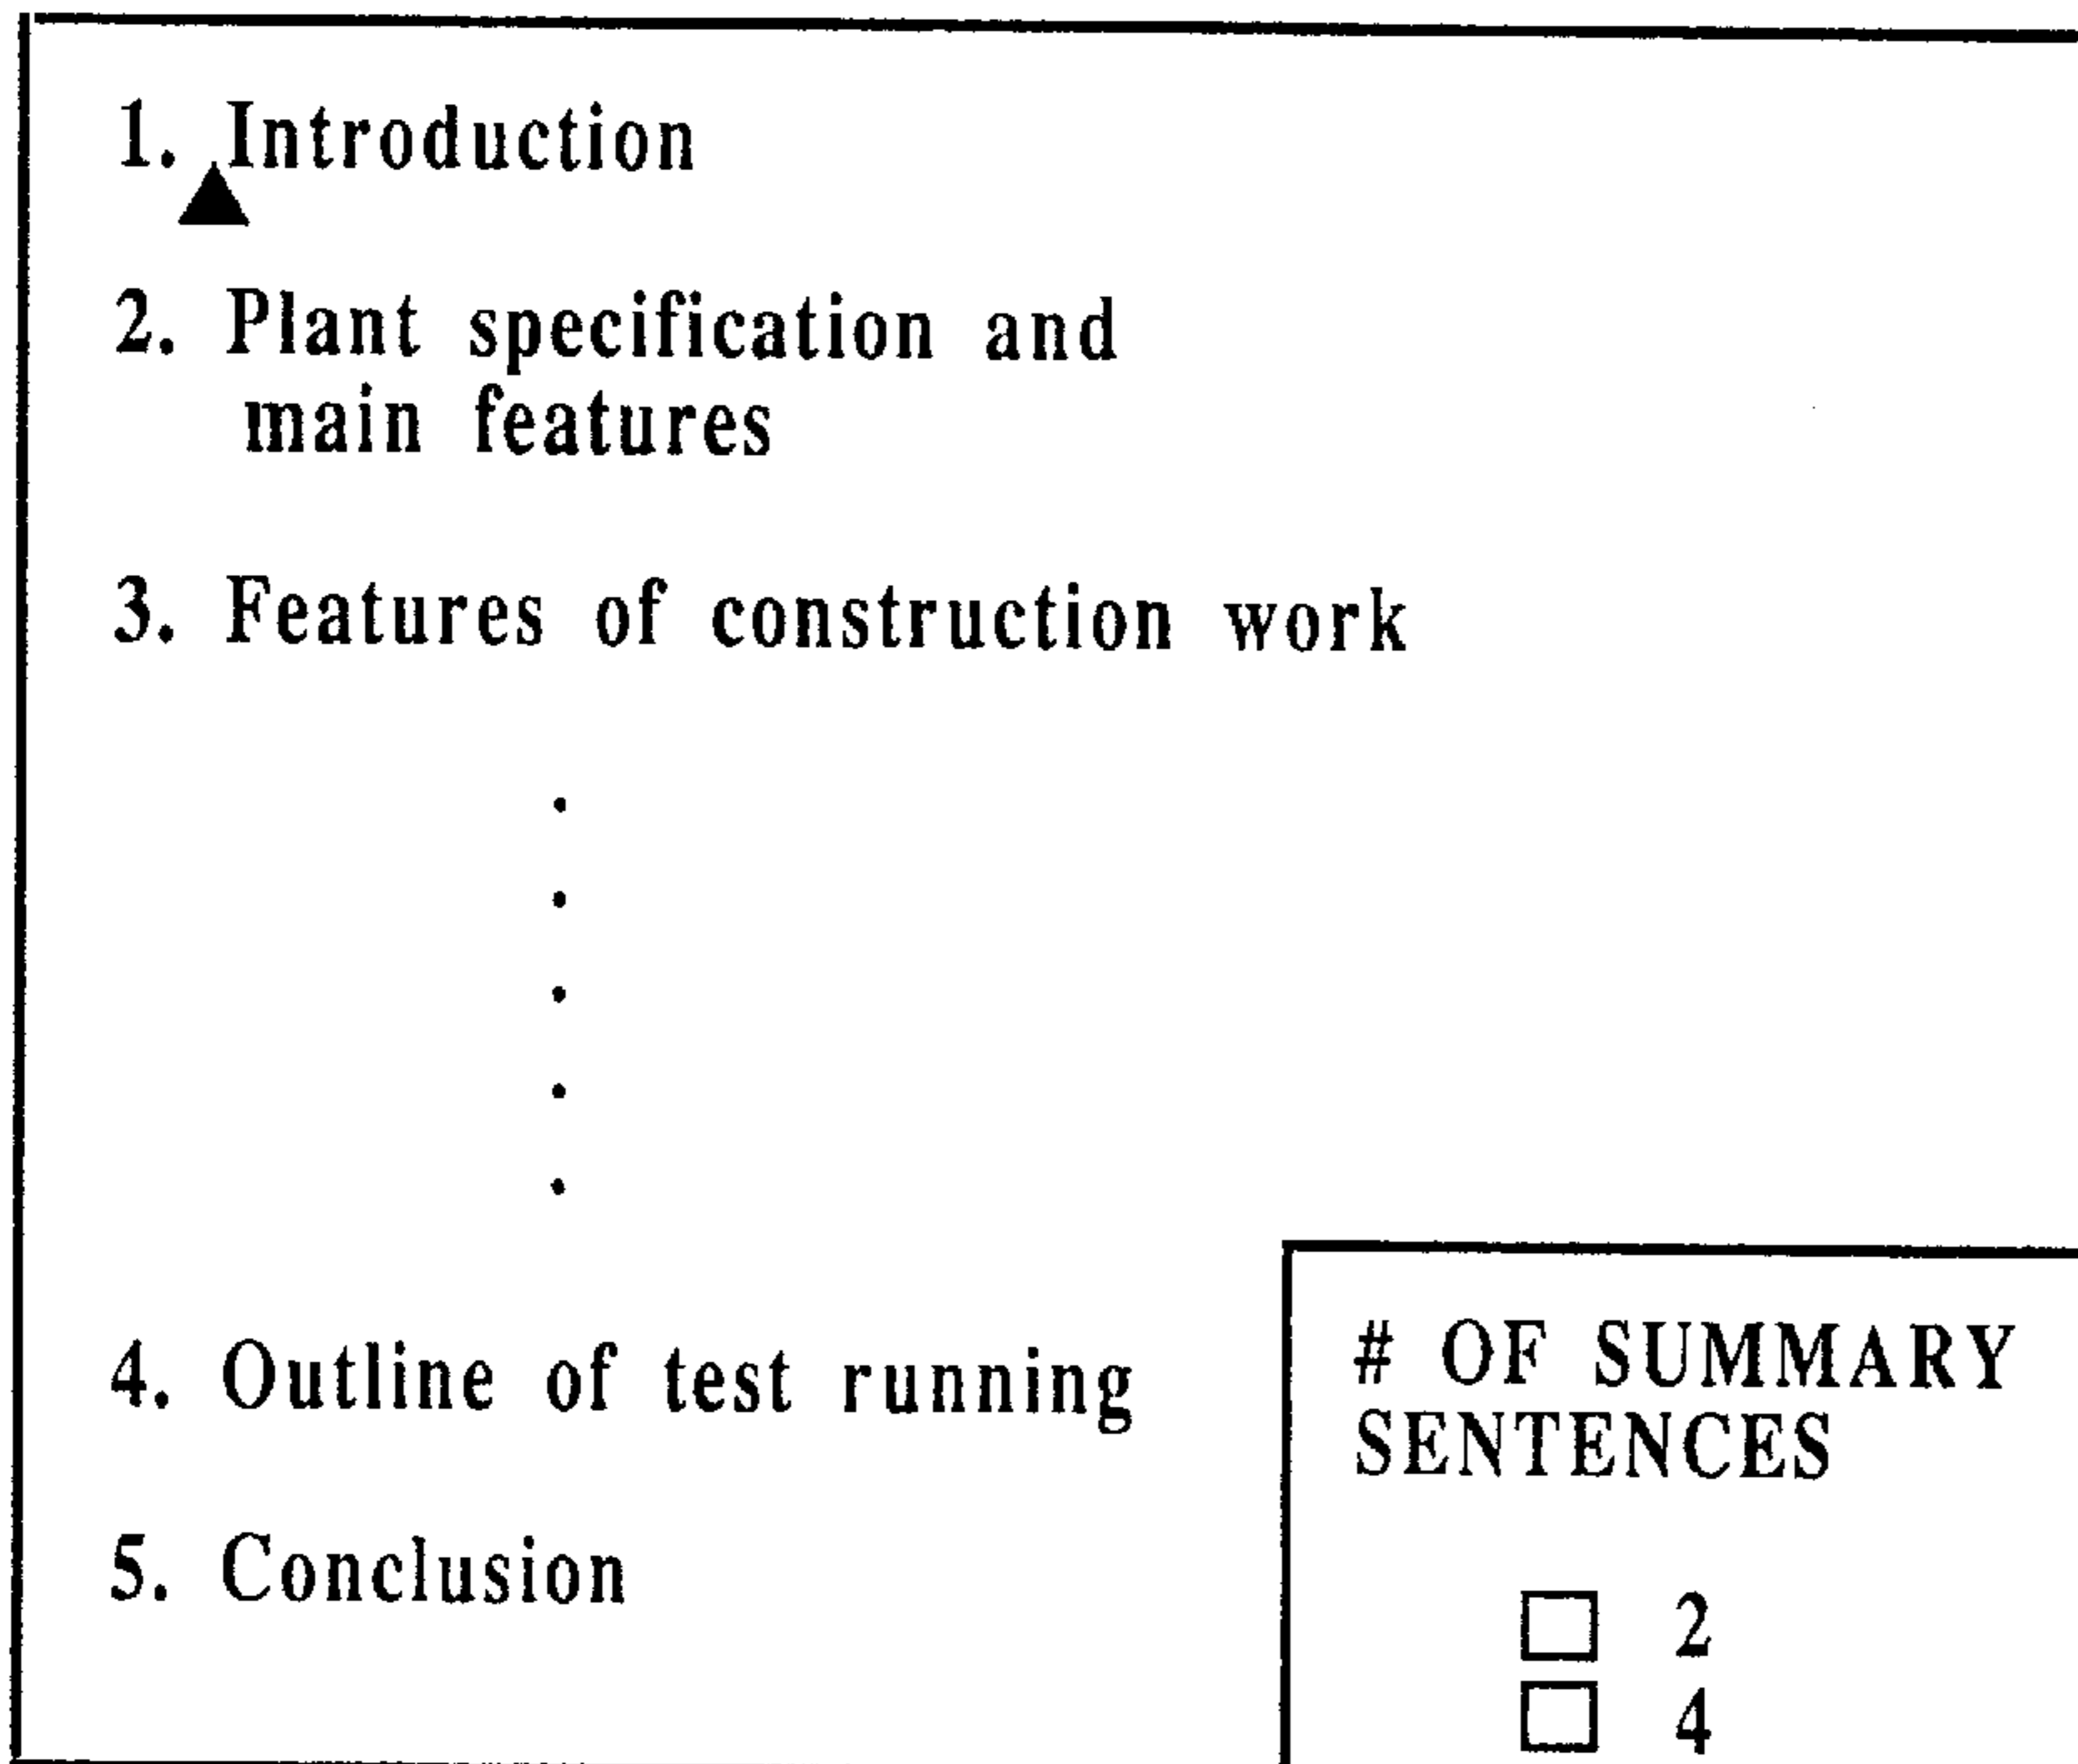 1. Introduction
2. Plant specification and
main features
3. Features of construction work
.
.
.
.
.
4. Outline of test running
5. Conclusion
# OF SUMMARY
SENTENCES
2
4